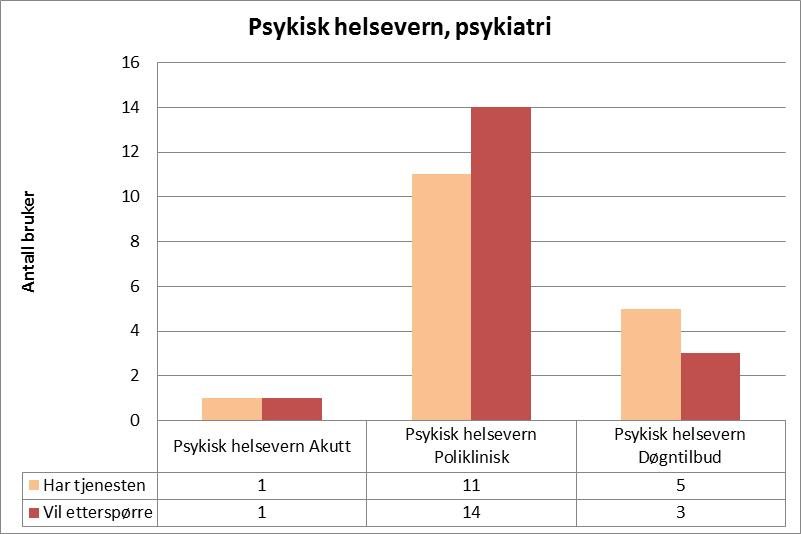 Psykisk helsevern, psykiatri
16
14
12
10
8
6
4
2
0
Antall bruker
Psykisk helsevern Akutt
Psykisk helsevern
Poliklinisk
Psykisk helsevern
Døgntilbud
Har tjenesten 1 11 5
Vil etterspørre 1 14 3